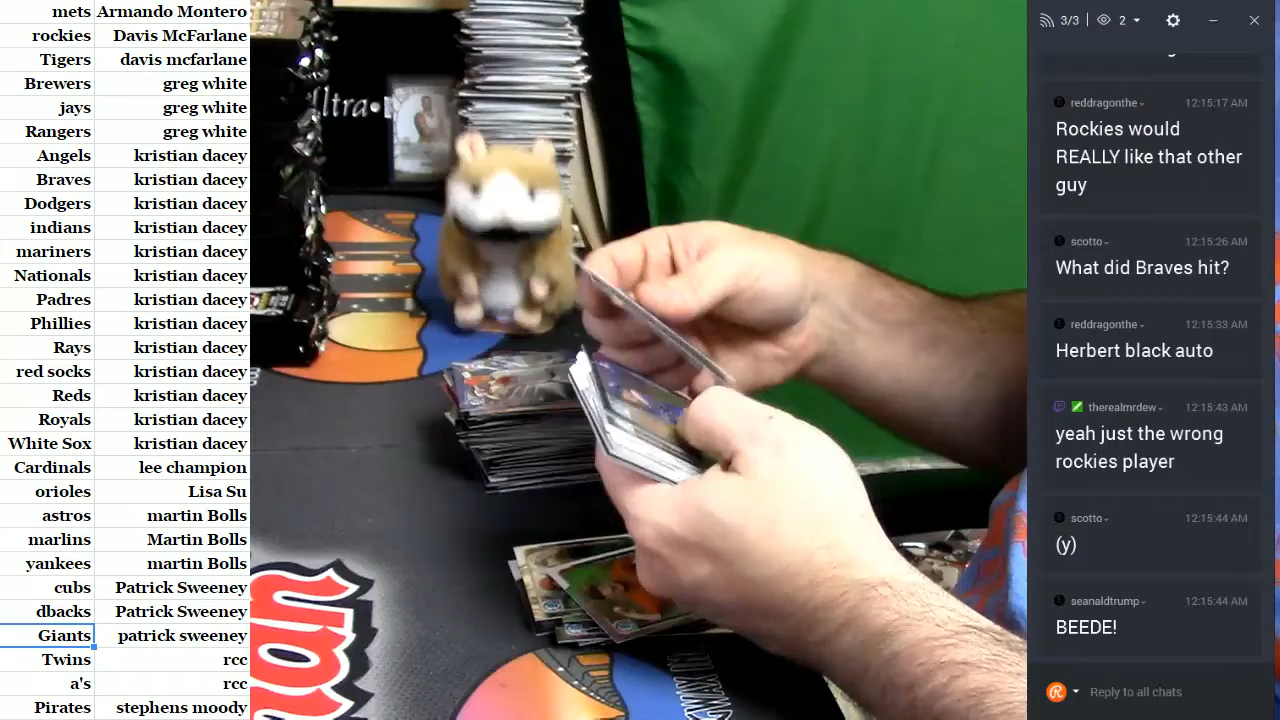 mets Armando Montero
rockies Davis McFarlane
Tigers davis mcfarlane
Brewers greg white
jays greg white
Rangers greg white
Angels kristian dacey
Braves kristian dacey
Dodgers kristian dacey
indians kristian dacey
mariners kristian dacey
Nationals kristian dacey
Padres kristian dacey
Phillies kristian dacey
Rays kristian dacey
red socks kristian dacey
Reds kristian dacey
Royals kristian dacey
White Sox kristian dacey
Cardinals lee champion
orioles Lisa Su
astros martin Bolls
marlins Martin Bolls
yankees martin Bolls
cubs Patrick Sweeney
dbacks Patrick Sweeney
Giants patrick sweeney
Twins rcc
a's rcc
Pirates stephens moody
3/3 2
reddragonthe 12:15:17 AM
Rockies would
REALLY like that other
guy
scotto 12:15:26 AM
What did Braves hit?
reddragonthe 12:15:33 AM
Herbert black auto
therealmrdew 12:15:43 AM
yeah just the wrong
rockies player
scotto 12:15:44 AM
(y)
seanaldtrump 12:15:44 AM
BEEDE!
Reply to all chats